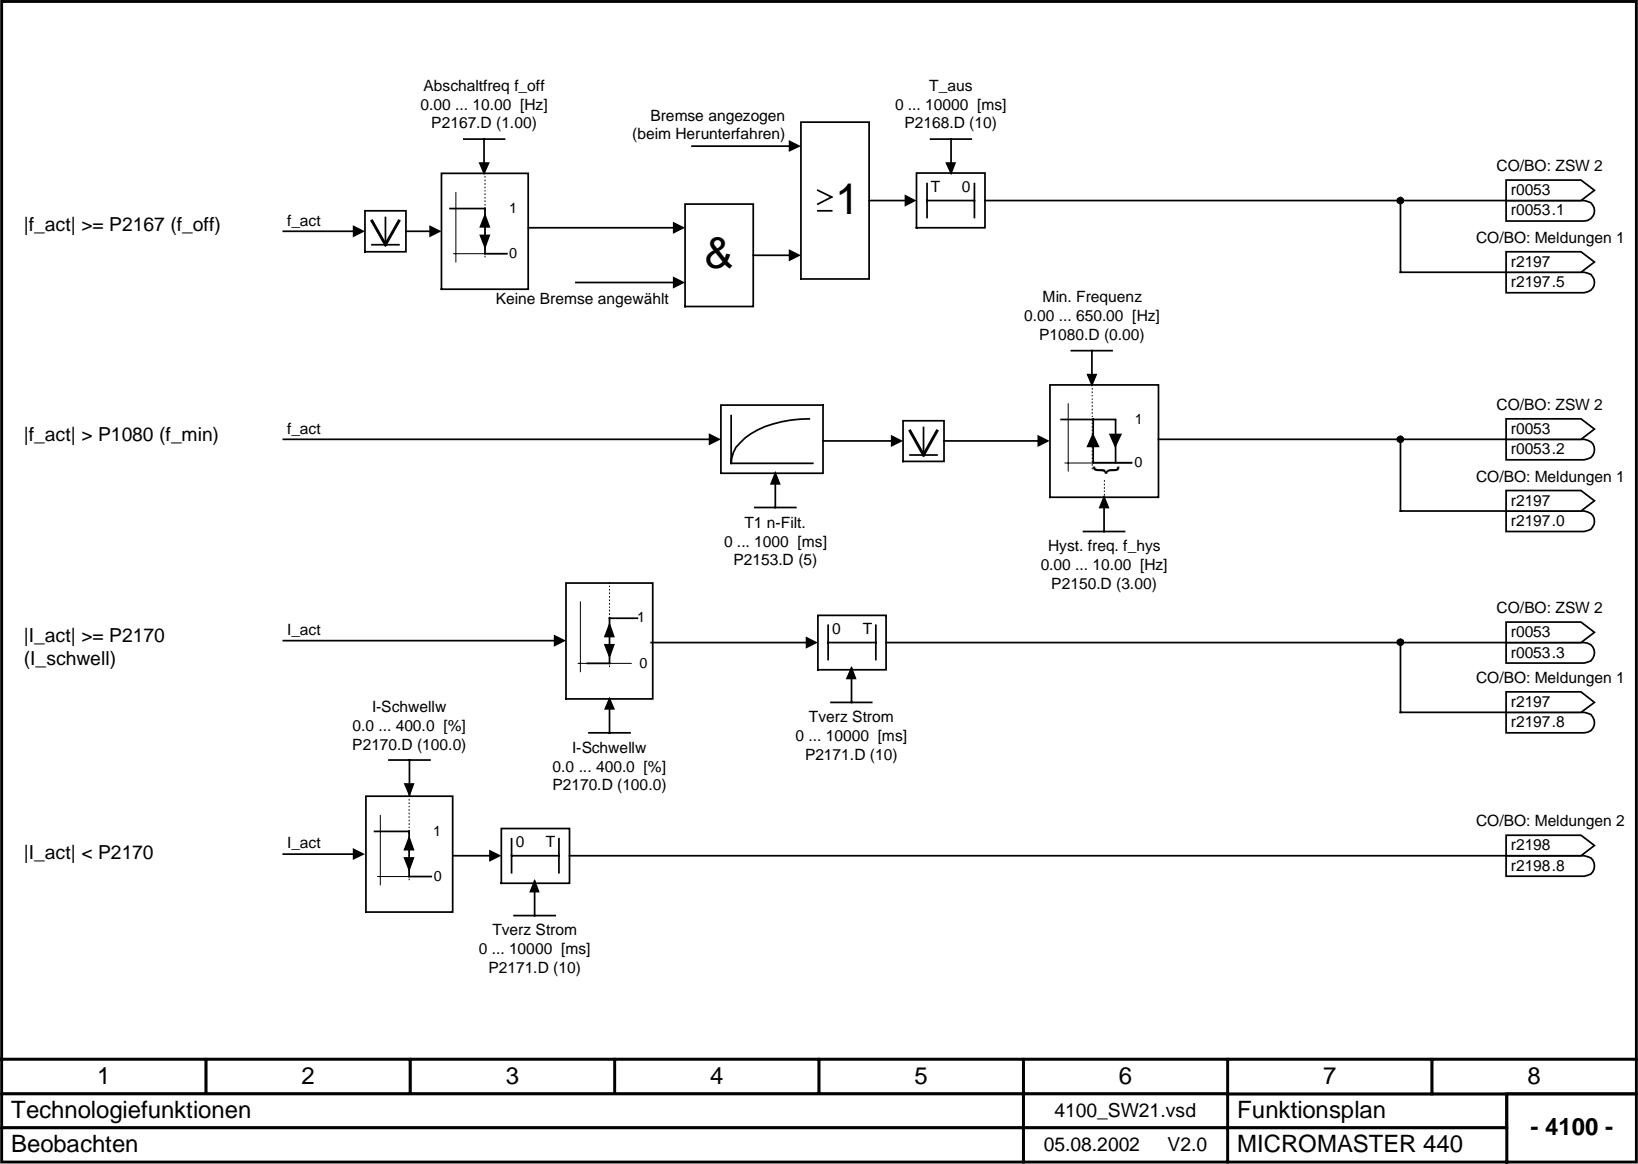 Abschaltfreq f_off
0.00 ... 10.00 [Hz]
P2167.D (1.00)
Bremse angezogen
(beim Herunterfahren)
T_aus
0 ... 10000 [ms]
P2168.D (10)
CO/BO: ZSW 2
r0053
r0053.1
|f_act| >= P2167 (f_off)
f_act
1
0
&
≥1
T 0
Keine Bremse angewählt
CO/BO: Meldungen 1
r2197
r2197.5
Min. Frequenz
0.00 ... 650.00 [Hz]
P1080.D (0.00)
|f_act| > P1080 (f_min)
f_act
1
0
CO/BO: ZSW 2
r0053
r0053.2
CO/BO: Meldungen 1
r2197
r2197.0
T1 n-Filt.
0 ... 1000 [ms]
P2153.D (5)
Hyst. freq. f_hys
0.00 ... 10.00 [Hz]
P2150.D (3.00)
|I_act| >= P2170
(I_schwell)
I_act
1
0
0 T
CO/BO: ZSW 2
r0053
r0053.3
CO/BO: Meldungen 1
r2197
r2197.8
I-Schwellw
0.0 ... 400.0 [%]
P2170.D (100.0)
Tverz Strom
0 ... 10000 [ms]
P2171.D (10)
I-Schwellw
0.0 ... 400.0 [%]
P2170.D (100.0)
|I_act| < P2170
I_act
1
0
0 T
CO/BO: Meldungen 2
r2198
r2198.8
Tverz Strom
0 ... 10000 [ms]
P2171.D (10)
1 2 3 4 5 6 7 8
Technologiefunktionen
4100_SW21.vsd
Funktionsplan
- 4100 -
Beobachten
05.08.2002 V2.0
MICROMASTER 440